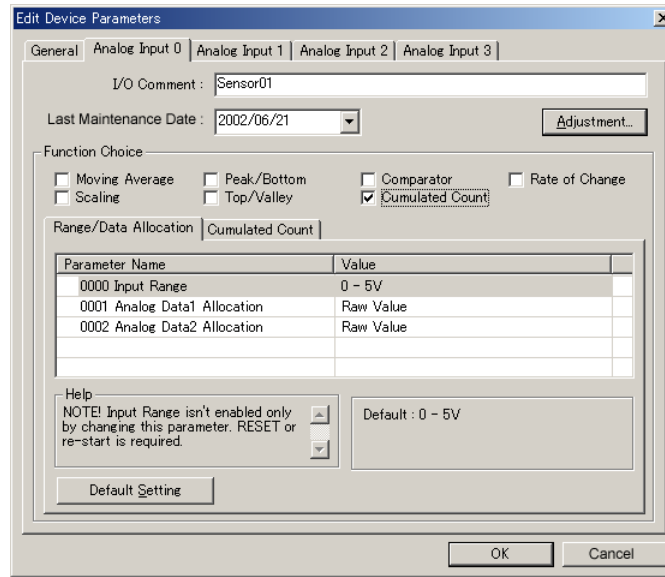 Edit Device Parameters
General Analog Input 0 Analog Input 1 Analog Input 2 Analog Input 3
I/O Comment : Sensor01
Last Maintenance Date : 2002/06/21 Adjustment...
Function Choice
Moving Average Peak/Bottom Comparator Rate of Change
Scaling Top/Valley Cumulated Count
Range/Data Allocation Cumulated Count
Parameter Name Value
0000 Input Range 0 - 5V
0001 Analog Data1 Allocation Raw Value
0002 Analog Data2 Allocation Raw Value
Help
NOTE! Input Range isn't enabled only
by changing this parameter. RESET or
re-start is required.
Default : 0 - 5V
Default Setting
OK Cancel